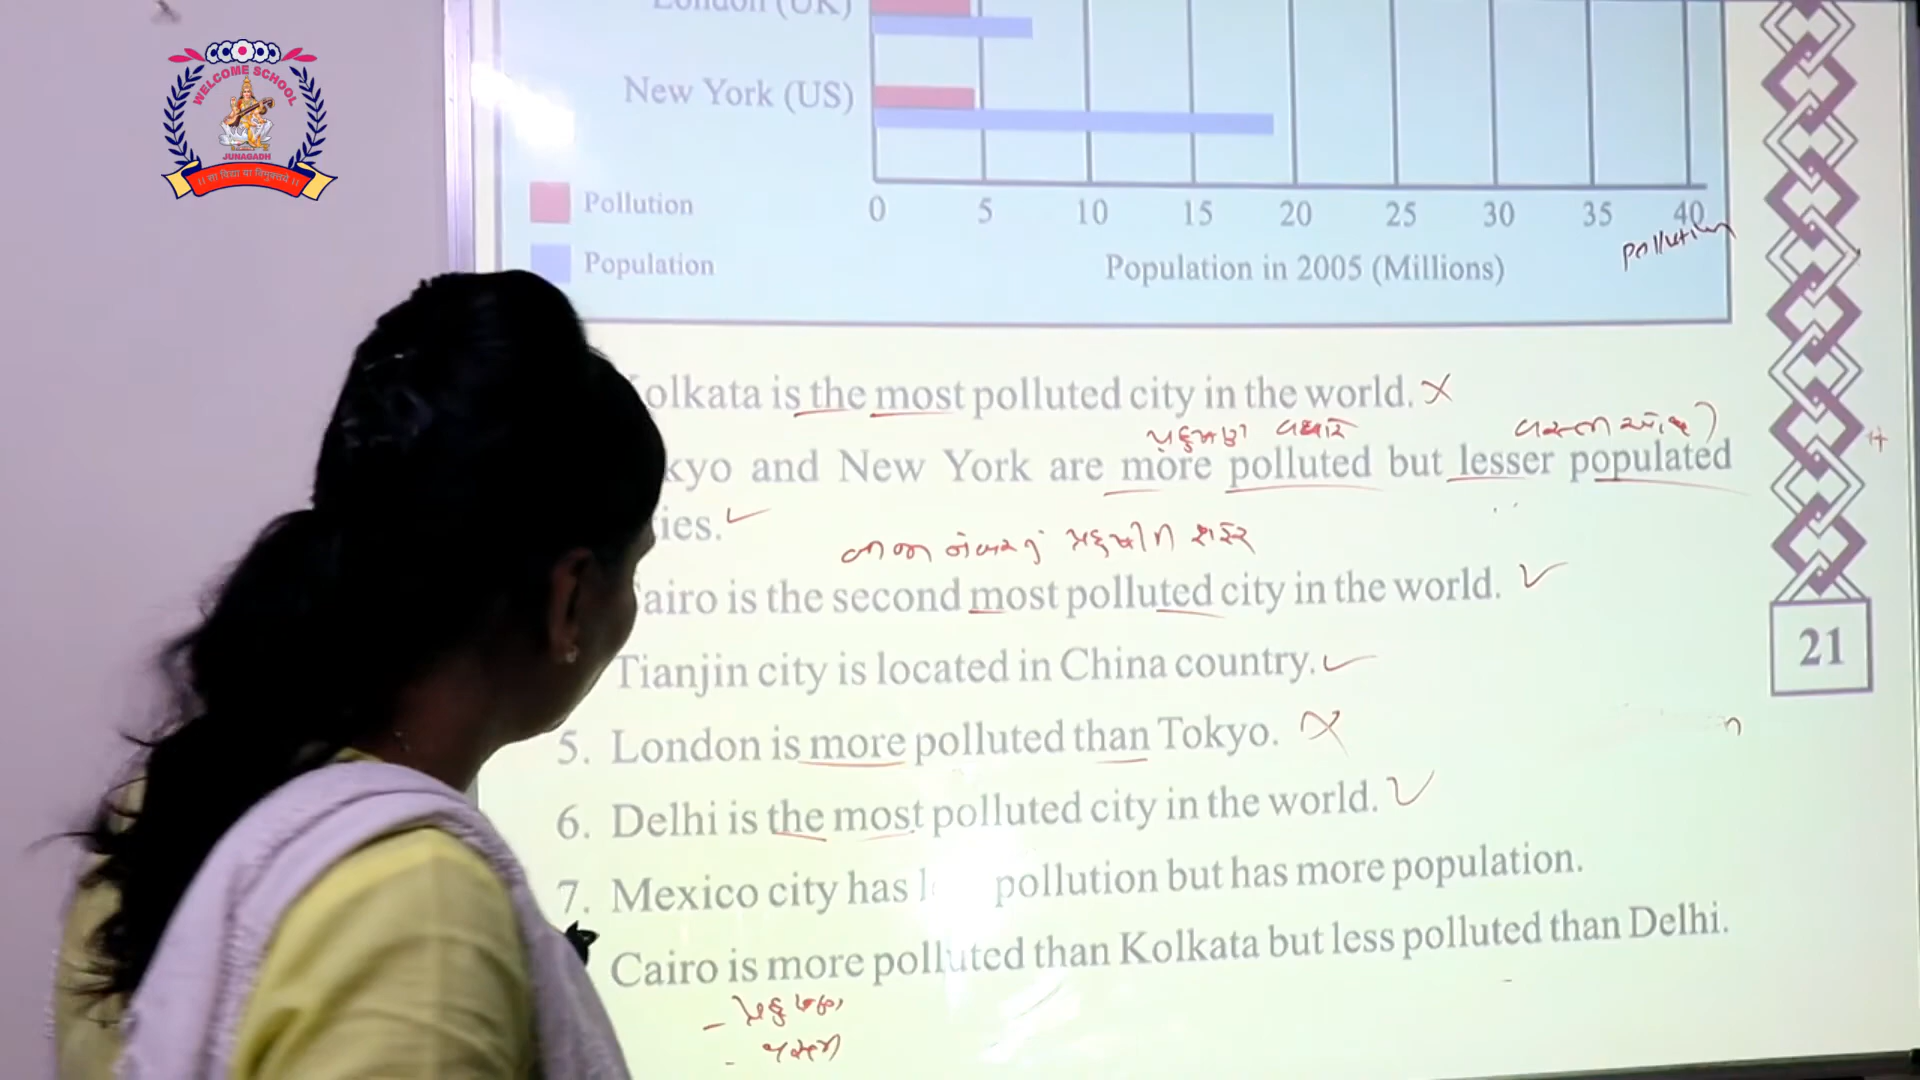 WELCOME SCHOOL
JUNAGADH
।। सा विद्या या विमुक्तये ।।
London (UK)
New York (US)
Pollution
Population
0 5 10 15 20 25 30 35 40
pollution
Population in 2005 (Millions)
olkata is the most polluted city in the world. ✗
kyo and New York are more polluted but lesser populated
ies. ✓
airo is the second most polluted city in the world. ✓
Tianjin city is located in China country. ✓
5. London is more polluted than Tokyo. ✗
6. Delhi is the most polluted city in the world. ✓
7. Mexico city has pollution but has more population.
Cairo is more polluted than Kolkata but less polluted than Delhi.
21